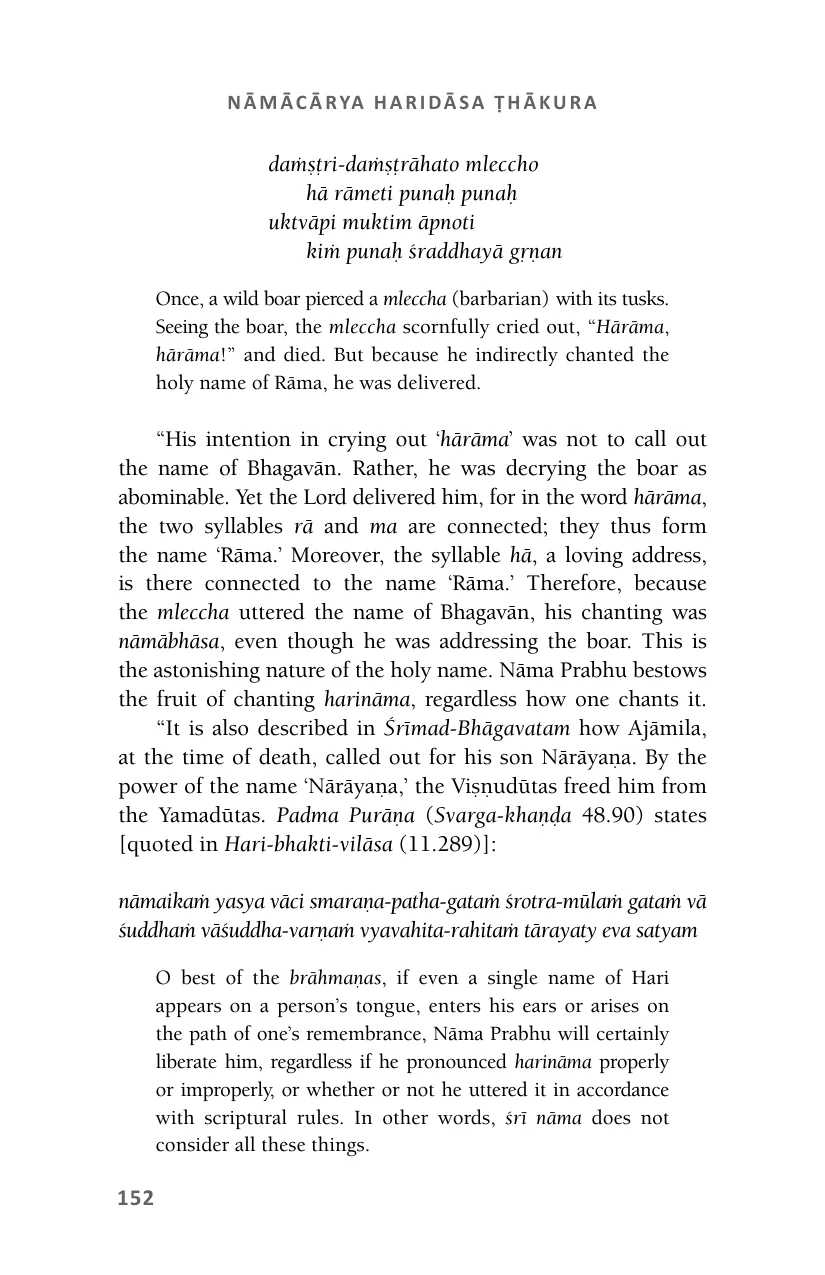 NĀMĀCĀRYA HARIDĀSA ṬHĀKURA
daṁṣṭri-daṁṣṭrāhato mleccho
hā rāmeti punaḥ punaḥ
uktvāpi muktim āpnoti
kiṁ punaḥ śraddhayā gṛṇan
Once, a wild boar pierced a mleccha (barbarian) with its tusks.
Seeing the boar, the mleccha scornfully cried out, “Hārāma,
hārāma!” and died. But because he indirectly chanted the
holy name of Rāma, he was delivered.
“His intention in crying out ‘hārāma’ was not to call out
the name of Bhagavān. Rather, he was decrying the boar as
abominable. Yet the Lord delivered him, for in the word hārāma,
the two syllables rā and ma are connected; they thus form
the name ‘Rāma.’ Moreover, the syllable hā, a loving address,
is there connected to the name ‘Rāma.’ Therefore, because
the mleccha uttered the name of Bhagavān, his chanting was
nāmābhāsa, even though he was addressing the boar. This is
the astonishing nature of the holy name. Nāma Prabhu bestows
the fruit of chanting harināma, regardless how one chants it.
“It is also described in Śrīmad-Bhāgavatam how Ajāmila,
at the time of death, called out for his son Nārāyaṇa. By the
power of the name ‘Nārāyaṇa,’ the Viṣṇudūtas freed him from
the Yamadūtas. Padma Purāṇa (Svarga-khaṇḍa 48.90) states
[quoted in Hari-bhakti-vilāsa (11.289)]:
nāmaikaṁ yasya vāci smaraṇa-patha-gataṁ śrotra-mūlaṁ gataṁ vā
śuddhaṁ vāśuddha-varṇaṁ vyavahita-rahitaṁ tārayaty eva satyam
O best of the brāhmaṇas, if even a single name of Hari
appears on a person’s tongue, enters his ears or arises on
the path of one’s remembrance, Nāma Prabhu will certainly
liberate him, regardless if he pronounced harināma properly
or improperly, or whether or not he uttered it in accordance
with scriptural rules. In other words, śrī nāma does not
consider all these things.
152